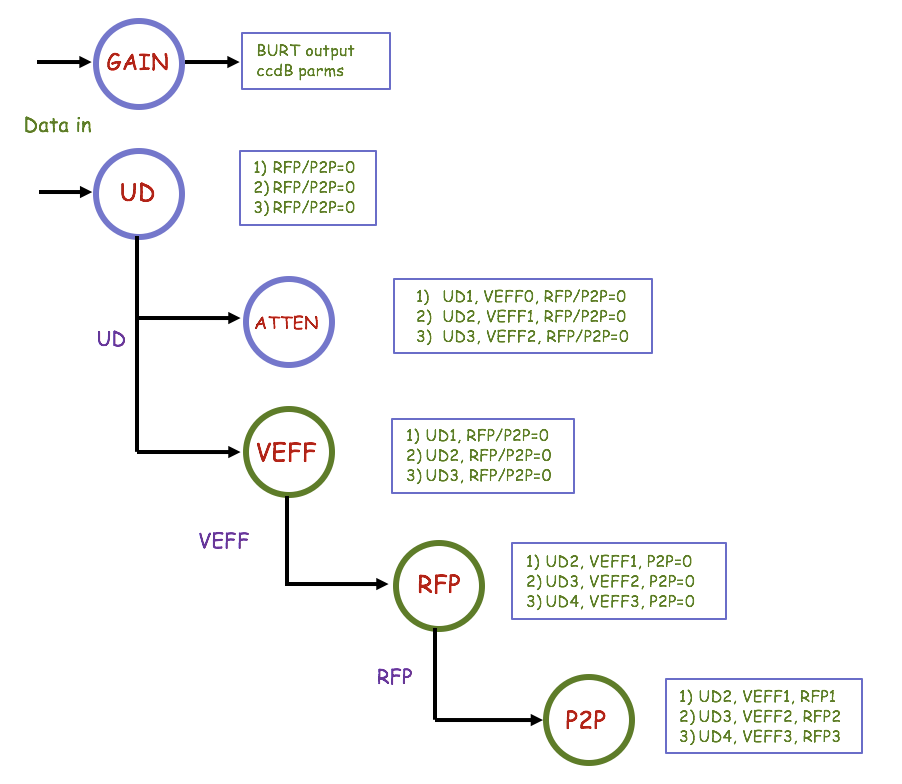 GAIN
BURT output
ccdB parms
Data in
UD
1) RFP/P2P=0
2) RFP/P2P=0
3) RFP/P2P=0
UD
ATTEN
1) UD1, VEFF0, RFP/P2P=0
2) UD2, VEFF1, RFP/P2P=0
3) UD3, VEFF2, RFP/P2P=0
VEFF
1) UD1, RFP/P2P=0
2) UD2, RFP/P2P=0
3) UD3, RFP/P2P=0
VEFF
RFP
1) UD2, VEFF1, P2P=0
2) UD3, VEFF2, P2P=0
3) UD4, VEFF3, P2P=0
RFP
P2P
1) UD2, VEFF1, RFP1
2) UD3, VEFF2, RFP2
3) UD4, VEFF3, RFP3